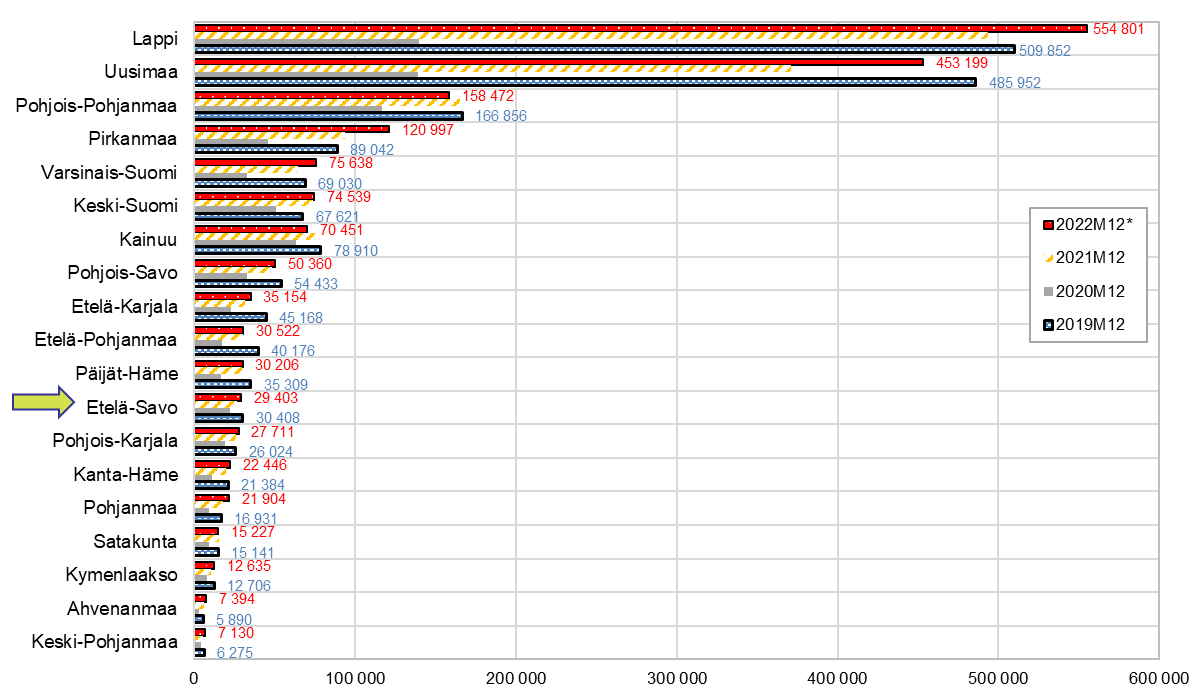 Lappi
554 801
509 852
Uusimaa
453 199
485 952
Pohjois-Pohjanmaa
158 472
166 856
Pirkanmaa
120 997
89 042
Varsinais-Suomi
75 638
69 030
Keski-Suomi
74 539
67 621
Kainuu
70 451
78 910
Pohjois-Savo
50 360
54 433
Etelä-Karjala
35 154
45 168
Etelä-Pohjanmaa
30 522
40 176
Päijät-Häme
30 206
35 309
Etelä-Savo
29 403
30 408
Pohjois-Karjala
27 711
26 024
Kanta-Häme
22 446
21 384
Pohjanmaa
21 904
16 931
Satakunta
15 227
15 141
Kymenlaakso
12 635
12 706
Ahvenanmaa
7 394
5 890
Keski-Pohjanmaa
7 130
6 275
2022M12*
2021M12
2020M12
2019M12
0 100 000 200 000 300 000 400 000 500 000 600 000